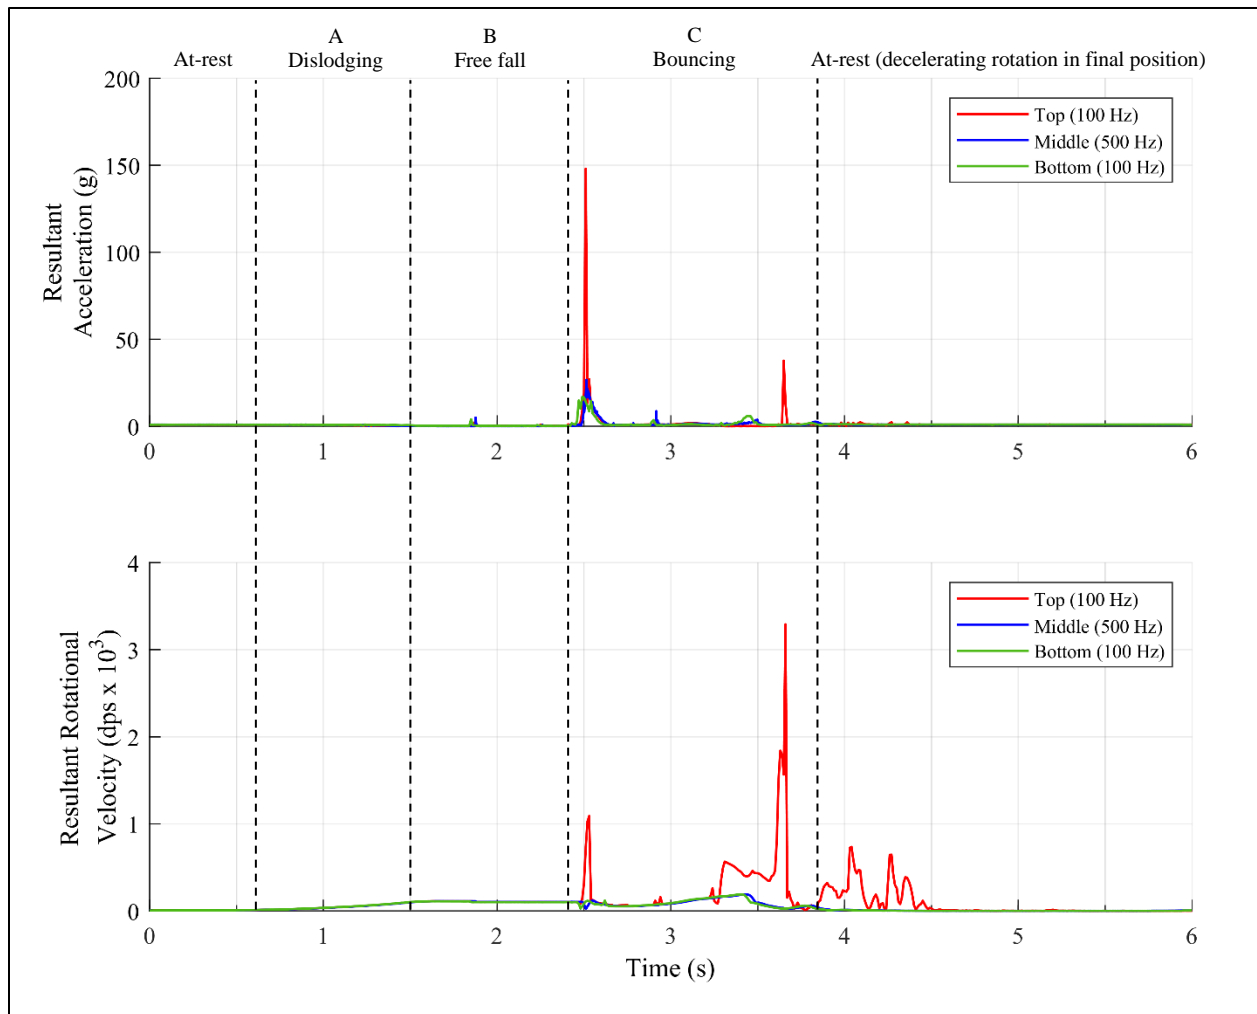 A
B
C
At-rest
Dislodging
Free fall
Bouncing
At-rest (decelerating rotation in final position)
200
150
100
50
0
Resultant
Acceleration (g)
Top (100 Hz)
Middle (500 Hz)
Bottom (100 Hz)
0
1
2
3
4
5
6
4
3
2
1
0
Resultant Rotational
Velocity (dps x 10³)
Top (100 Hz)
Middle (500 Hz)
Bottom (100 Hz)
0
1
2
3
4
5
6
Time (s)